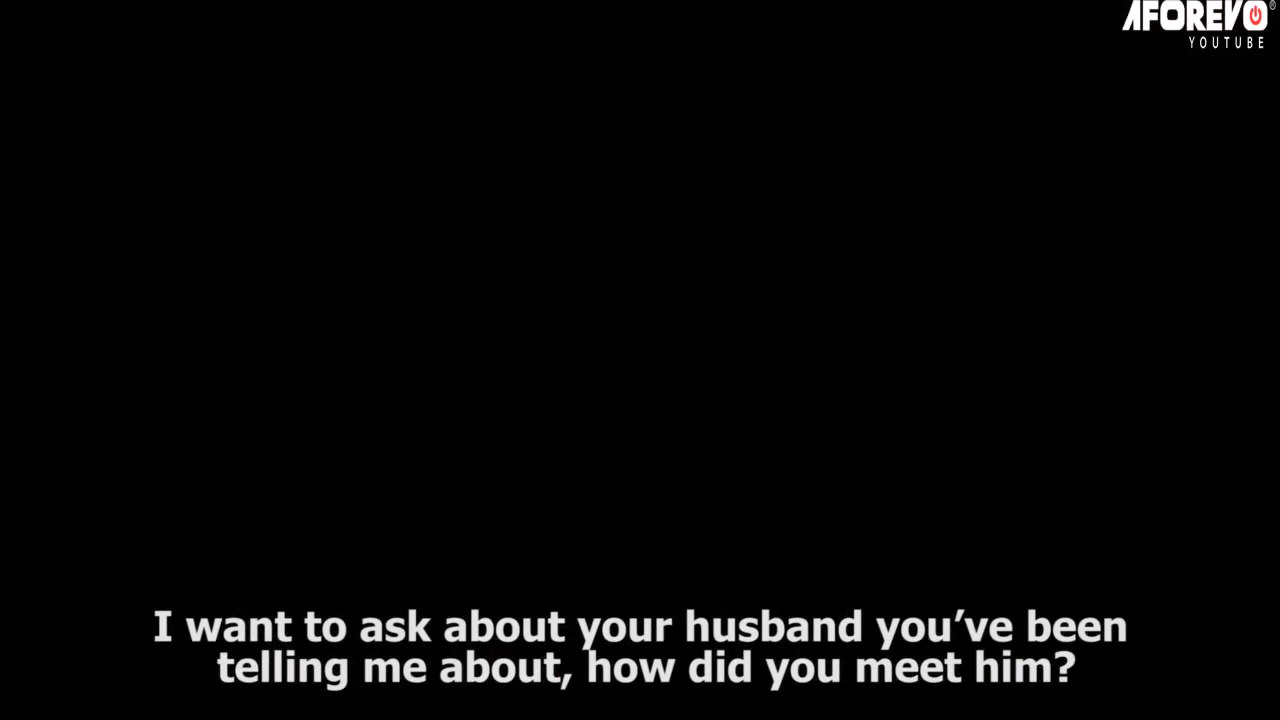 AFOREVO®
YOUTUBE
I want to ask about your husband you’ve been
telling me about, how did you meet him?